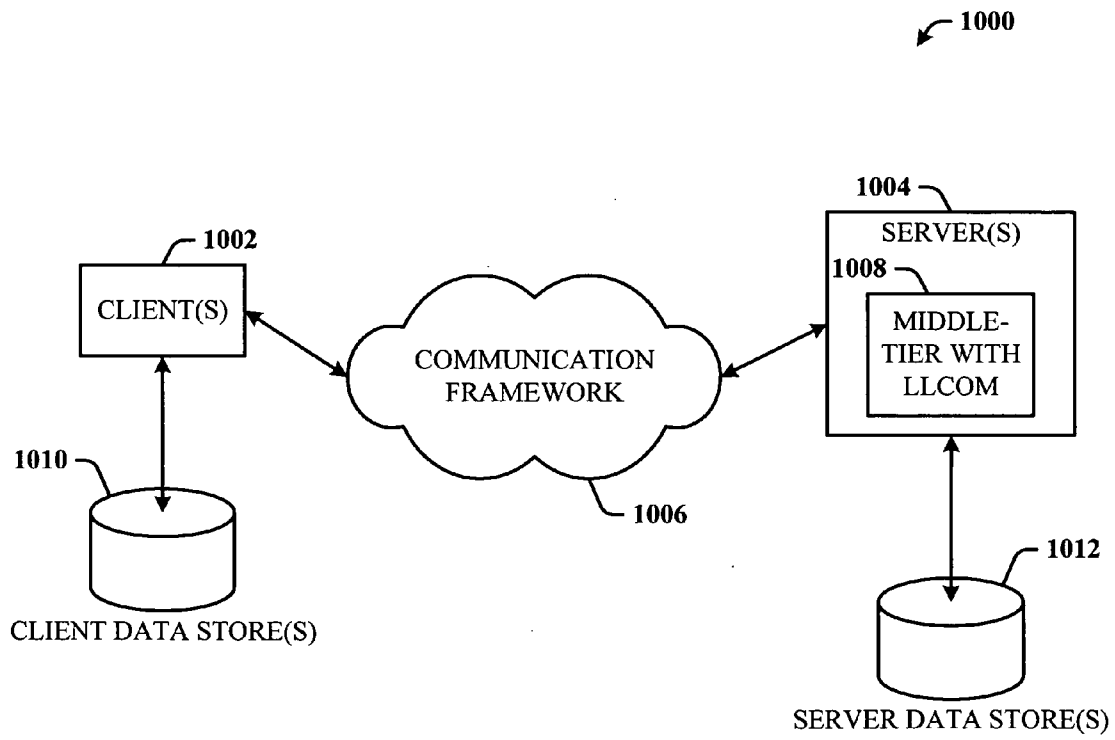 1000
1004
SERVER(S)
1002
1008
CLIENT(S)
MIDDLE-
TIER WITH
LLCOM
COMMUNICATION
FRAMEWORK
1010
1006
1012
CLIENT DATA STORE(S)
SERVER DATA STORE(S)